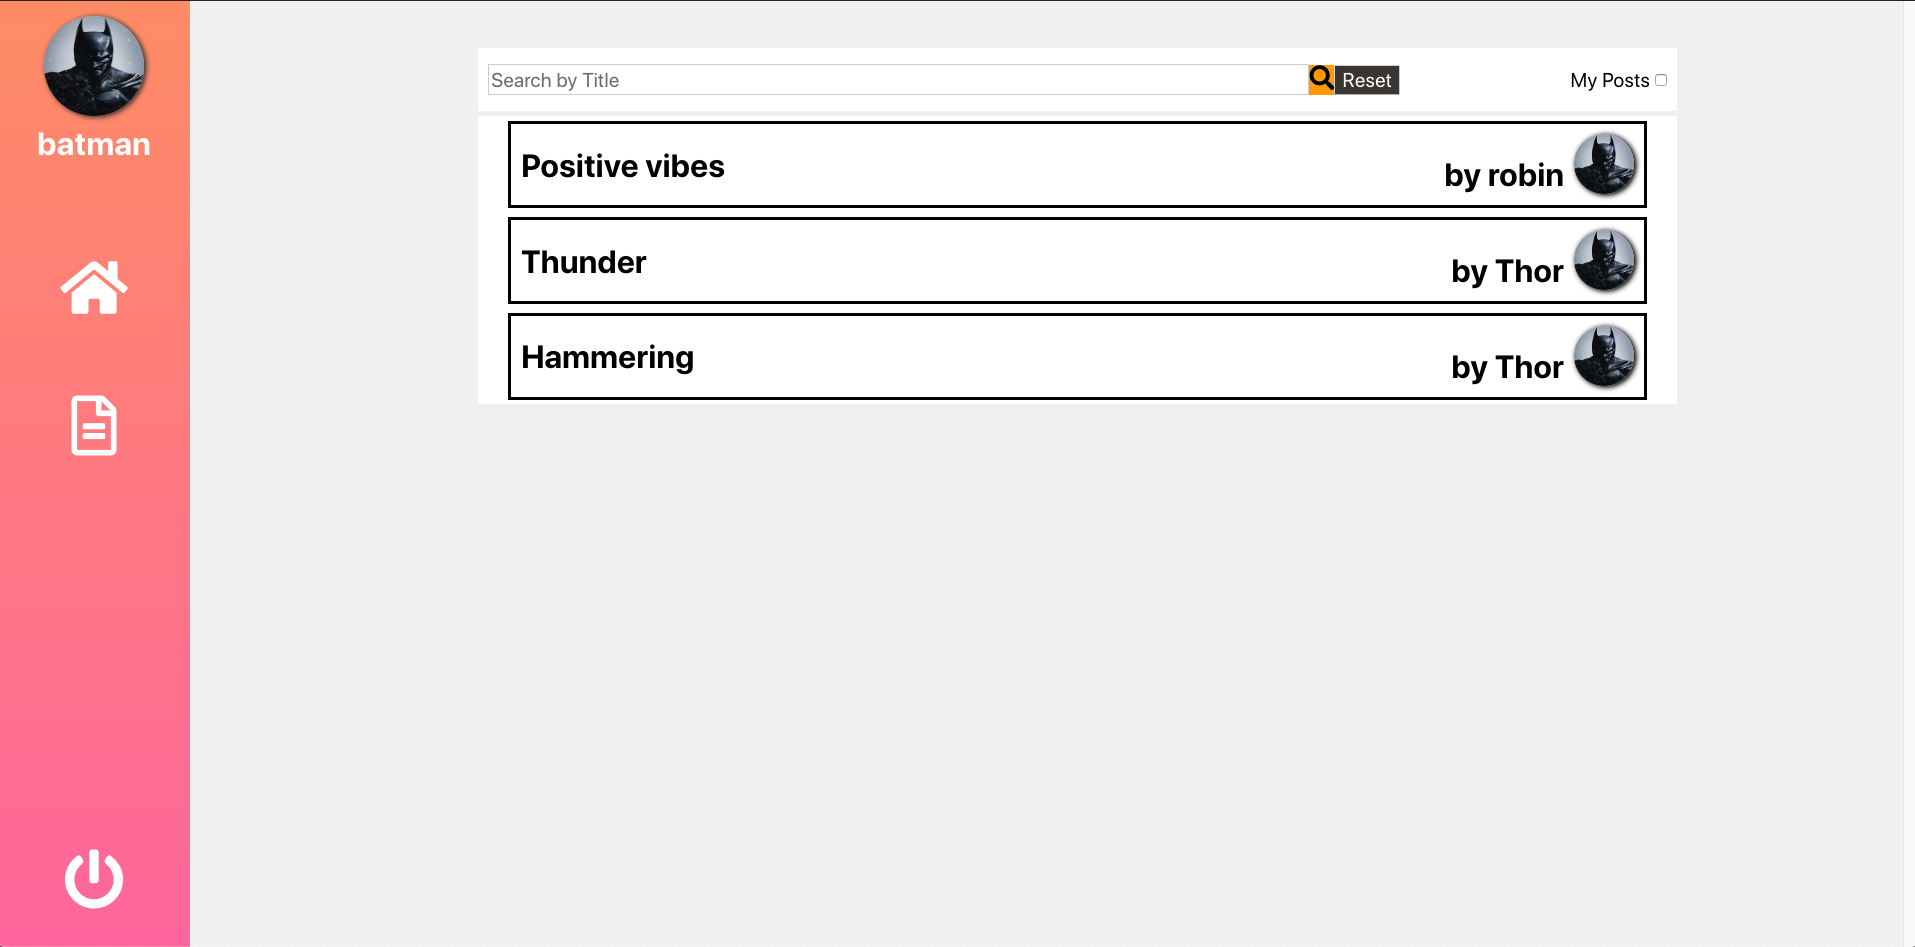 batman
Search by Title
Reset
My Posts
Positive vibes
by robin
Thunder
by Thor
Hammering
by Thor